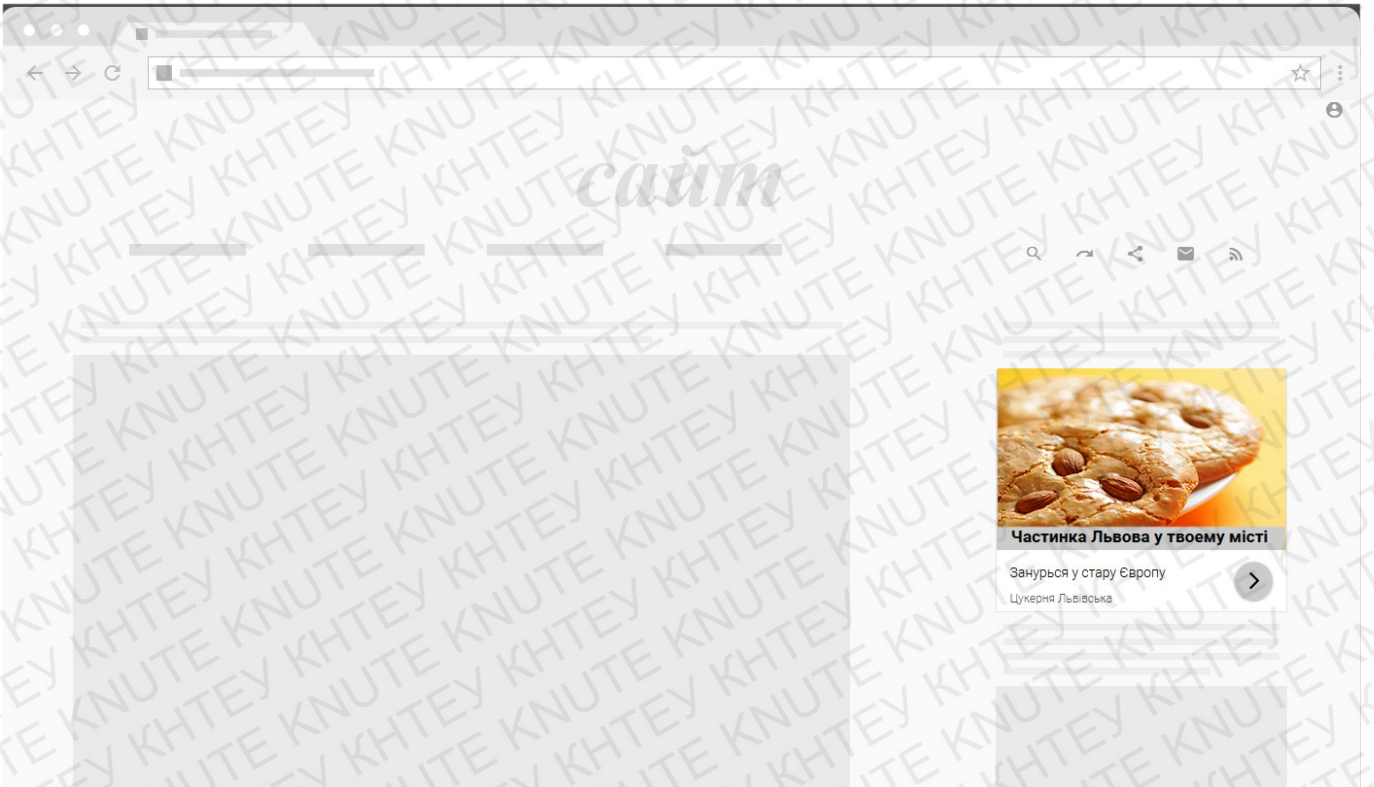 сайт
Частинка Львова у твоему місті
Занурься у стару Європу
Цукерня Львівська
KNUTE КНТЕУ